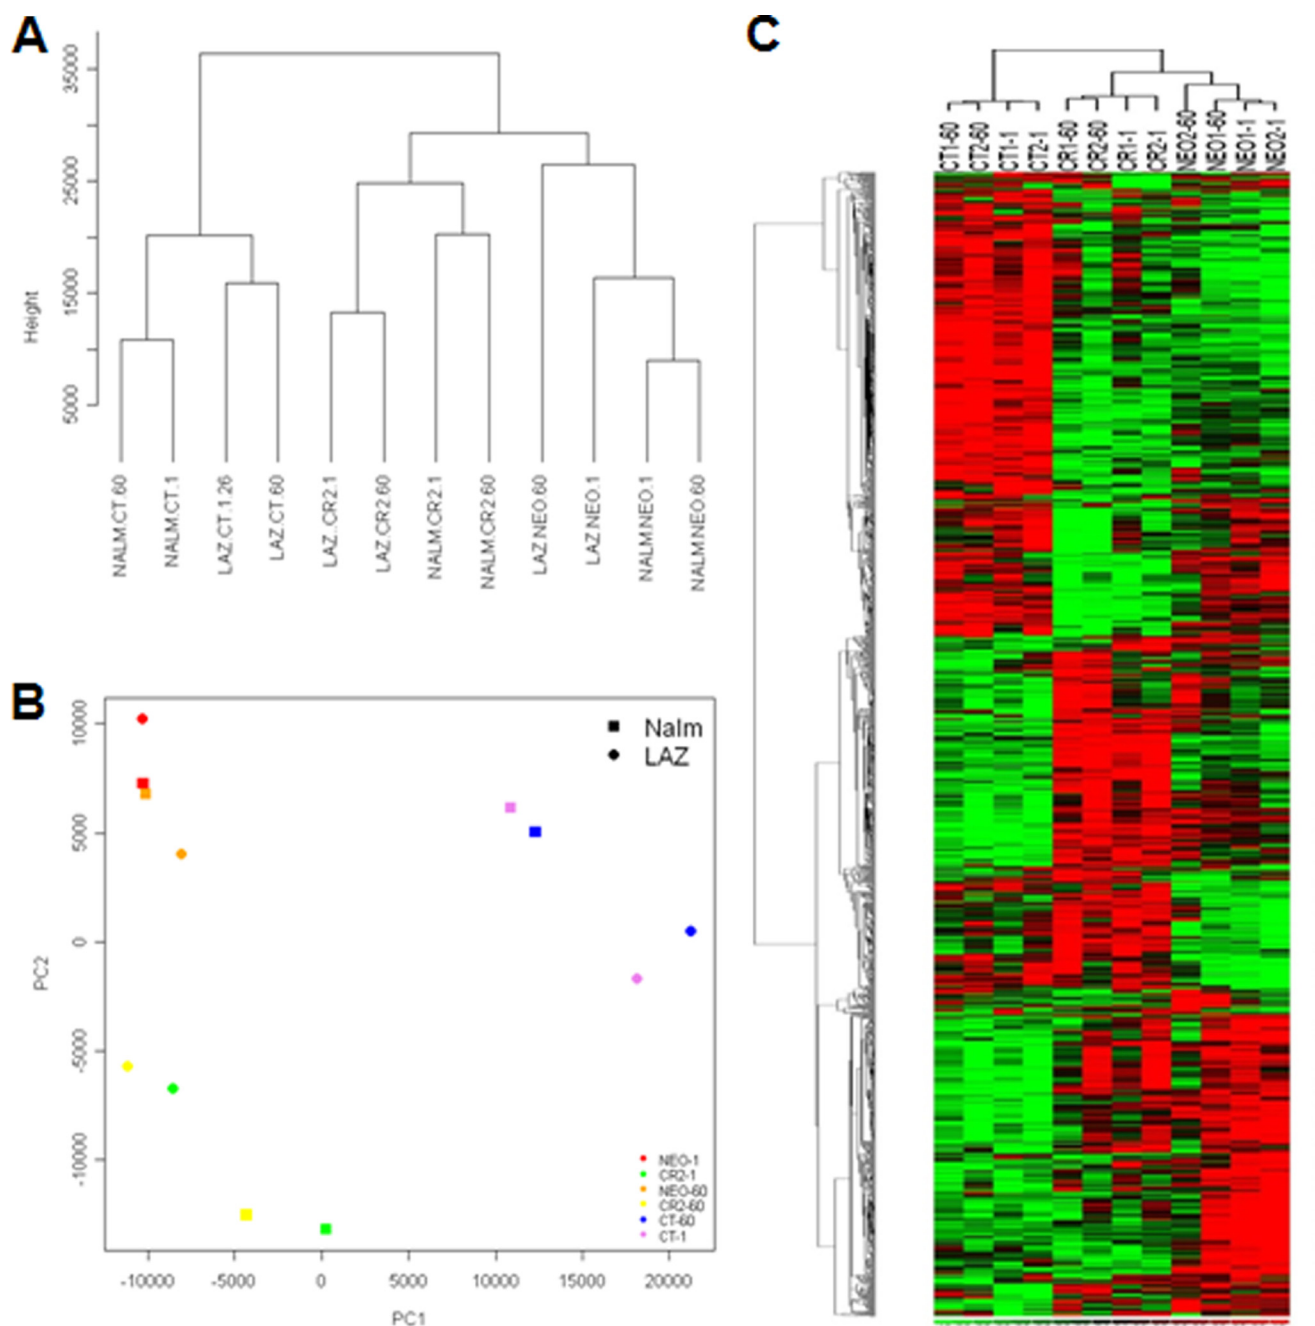 A
35000
25000
15000
5000
Height
NALM.CT.60
NALM.CT.1
LAZ.CT.1.26
LAZ.CT.60
LAZ..CR2.1
LAZ.CR2.60
NALM.CR2.1
NALM.CR2.60
LAZ.NEO.60
LAZ.NEO.1
NALM.NEO.1
NALM.NEO.60
B
10000
5000
0
-5000
-10000
PC2
Nalm
LAZ
NEO-1
CR2-1
NEO-60
CR2-60
CT-60
CT-1
-10000 -5000 0 5000 10000 15000 20000
PC1
C
CT1-60
CT2-60
CT1-1
CT2-1
CR1-60
CR2-60
CR1-1
CR2-1
NEO2-60
NEO1-60
NEO1-1
NEO2-1